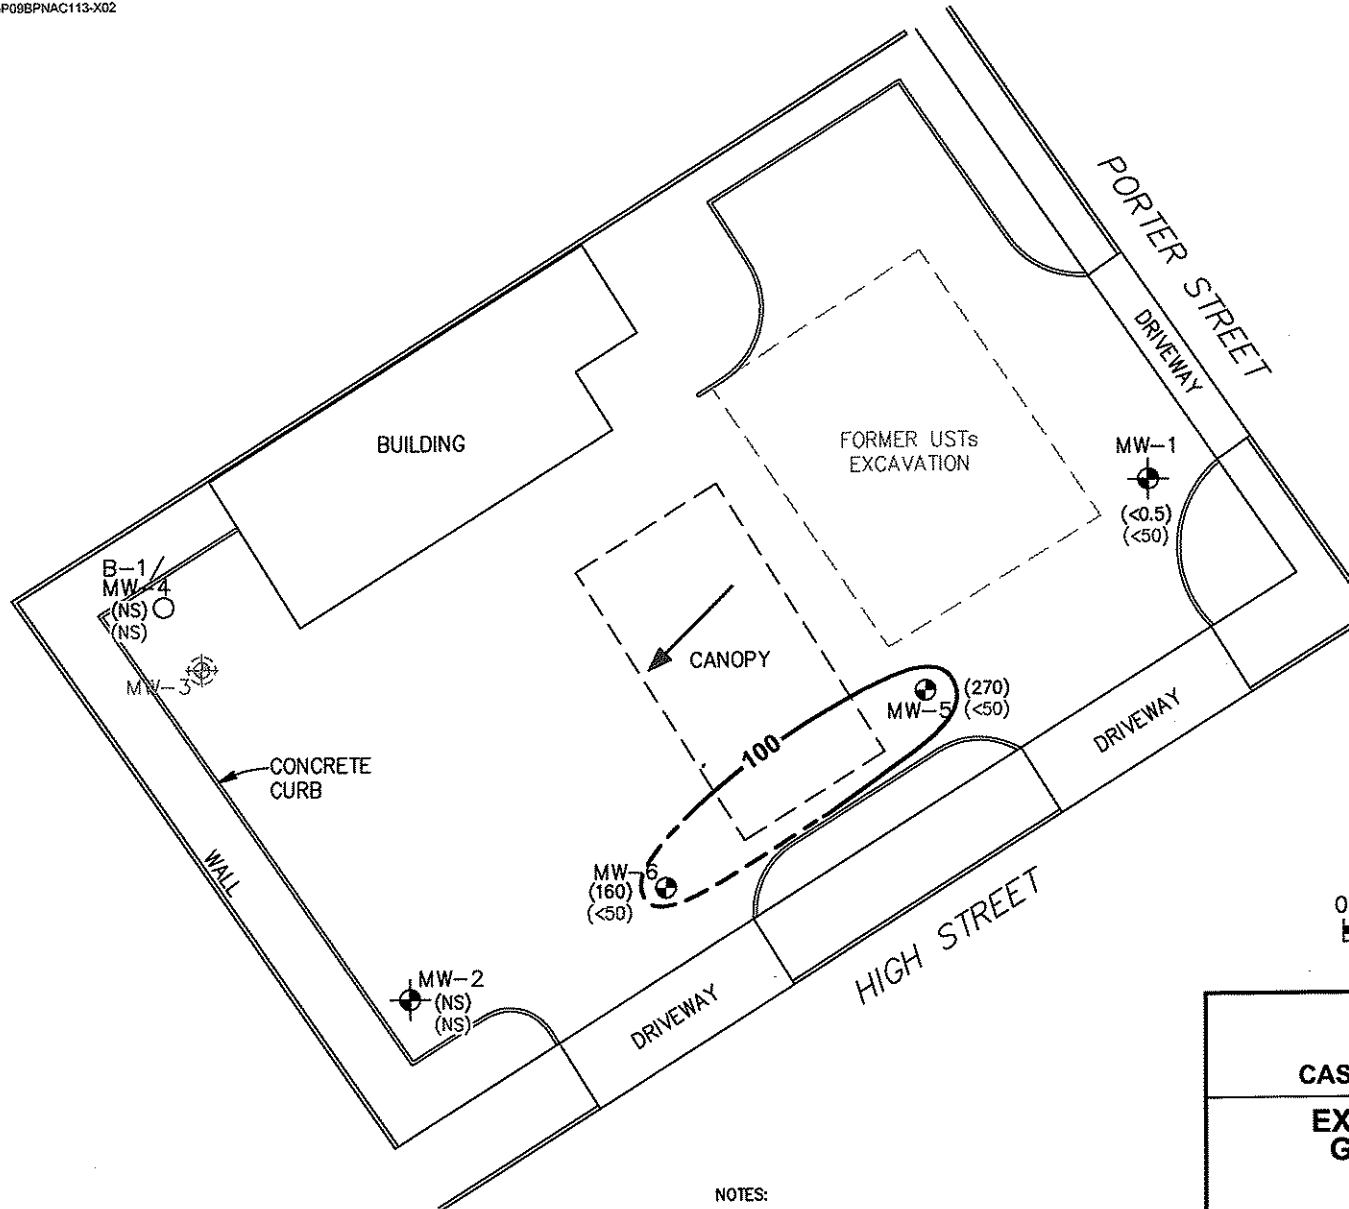 P09BPNAC113-X02
PORTER STREET
DRIVEWAY
BUILDING
FORMER USTs
EXCAVATION
MW-1
(<0.5)
(<50)
B-1/
MW-4
(NS)
(NS)
MW-3
CANOPY
MW-5
(270)
(<50)
100
DRIVEWAY
CONCRETE
CURB
WALL
MW-6
(160)
(<50)
HIGH STREET
0
MW-2
(NS)
(NS)
DRIVEWAY
CAS
EX
G
NOTES: